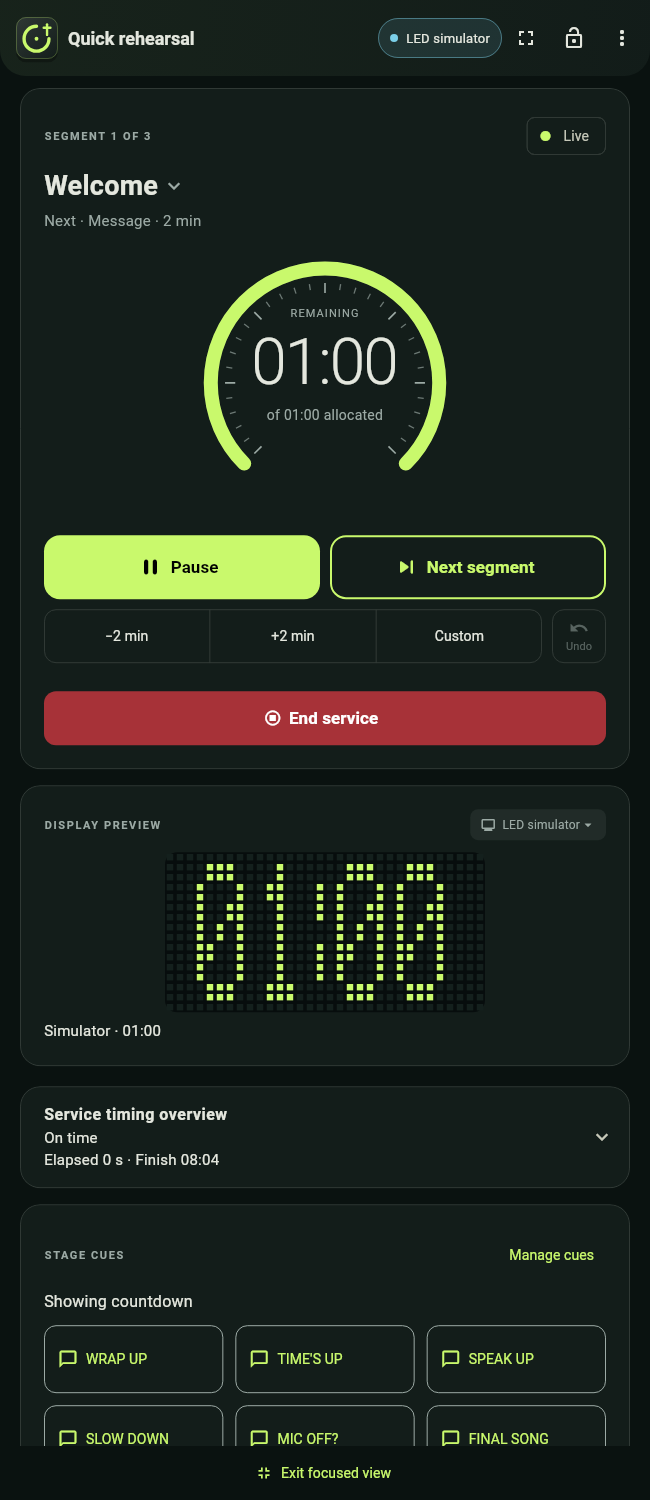 Quick rehearsal
LED simulator
SEGMENT 1 OF 3
Live
Welcome
Next · Message · 2 min
REMAINING
01:00
of 01:00 allocated
Pause
Next segment
−2 min
+2 min
Custom
Undo
End service
DISPLAY PREVIEW
LED simulator
01:00
Simulator · 01:00
Service timing overview
On time
Elapsed 0 s · Finish 08:04
STAGE CUES
Manage cues
Showing countdown
WRAP UP
TIME'S UP
SPEAK UP
SLOW DOWN
MIC OFF?
FINAL SONG
Exit focused view